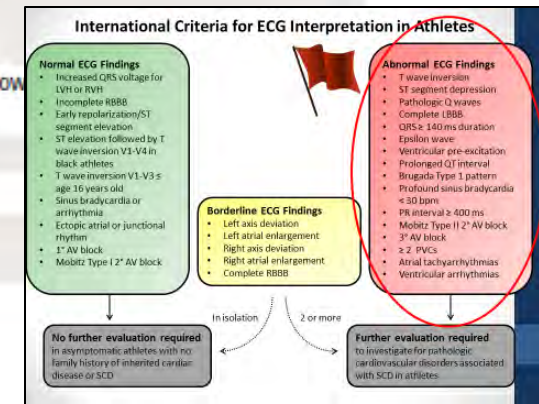 International Criteria for ECG Interpretation in Athletes
Normal ECG Findings
• Increased QRS voltage for
LVH or RVH
• Incomplete RBBB
• Early repolarization/ST
segment elevation
• ST elevation followed by T
wave inversion V1-V4 in
black athletes
• T wave inversion V1-V3 ≤
age 16 years old
• Sinus bradycardia or
arrhythmia
• Ectopic atrial or junctional
rhythm
• 1° AV block
• Mobitz Type I 2° AV block
Borderline ECG Findings
• Left axis deviation
• Left atrial enlargement
• Right axis deviation
• Right atrial enlargement
• Complete RBBB
Abnormal ECG Findings
• T wave inversion
• ST segment depression
• Pathologic Q waves
• Complete LBBB
• QRS ≥ 140 ms duration
• Epsilon wave
• Ventricular pre-excitation
• Prolonged QT interval
• Brugada Type 1 pattern
• Profound sinus bradycardia
< 30 bpm
• PR interval ≥ 400 ms
• Mobitz Type II 2° AV block
• 3° AV block
• ≥ 2 PVCs
• Atrial tachyarrhythmias
• Ventricular arrhythmias
In isolation
2 or more
No further evaluation required
in asymptomatic athletes with no
family history of inherited cardiac
disease or SCD
Further evaluation required
to investigate for pathologic
cardiovascular disorders associated
with SCD in athletes